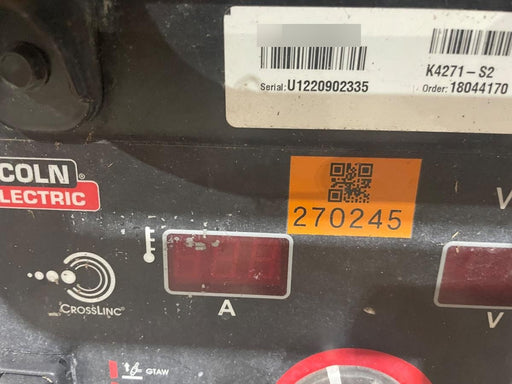 K4271-S2
Serial: U1220902335
Order: 18044170
COLN®
ELECTRIC
270245
V
A
V
CROSSLINC®
GTAW